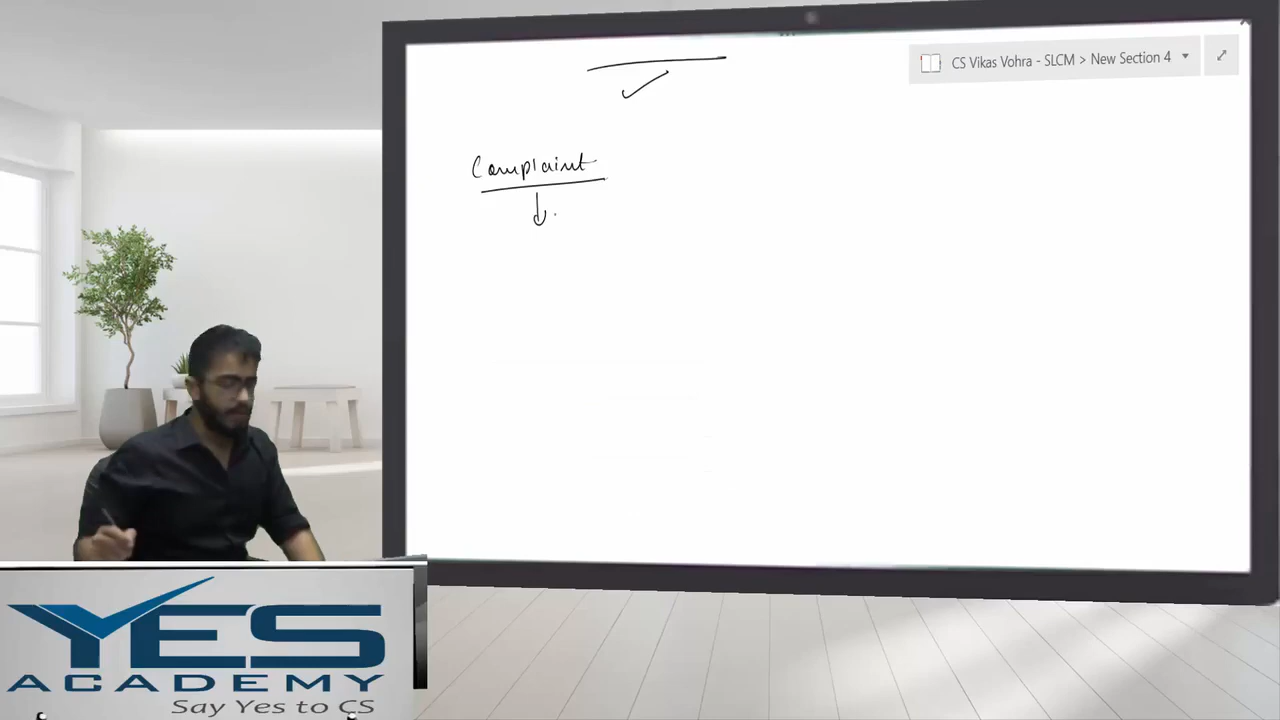 CS Vikas Vohra - SLCM > New Section 4
Complaint
YES
ACADEMY
Say Yes to CS